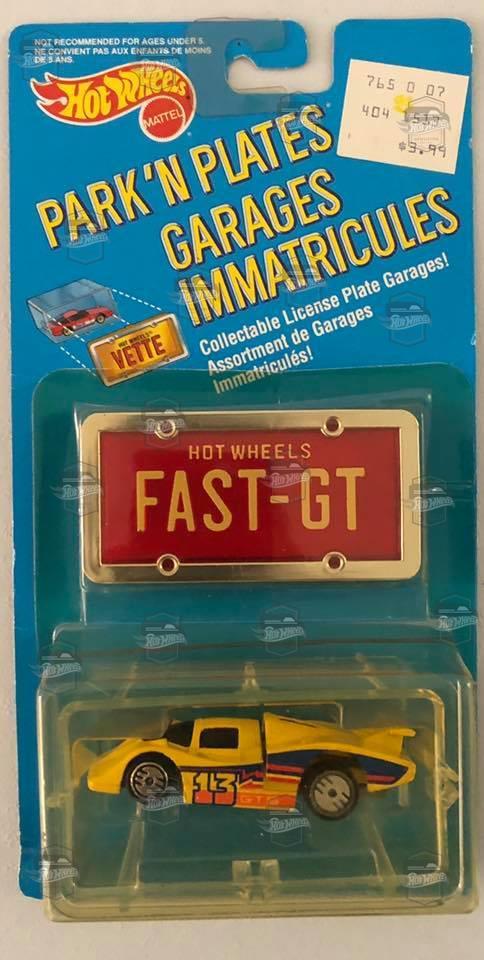 NOT RECOMMENDED FOR AGES UNDER 5.
NE CONVIENT PAS AUX ENFANTS DE MOINS
DE 5 ANS.
Hot Wheels
MATTEL
765 0 07
404
$3.99
PARK'N PLATES
GARAGES
IMMATRICULES
Collectable License Plate Garages!
Assortment de Garages
Immatriculés!
HOT WHEELS
VETTE
HOT WHEELS
FAST-GT
13
GTP